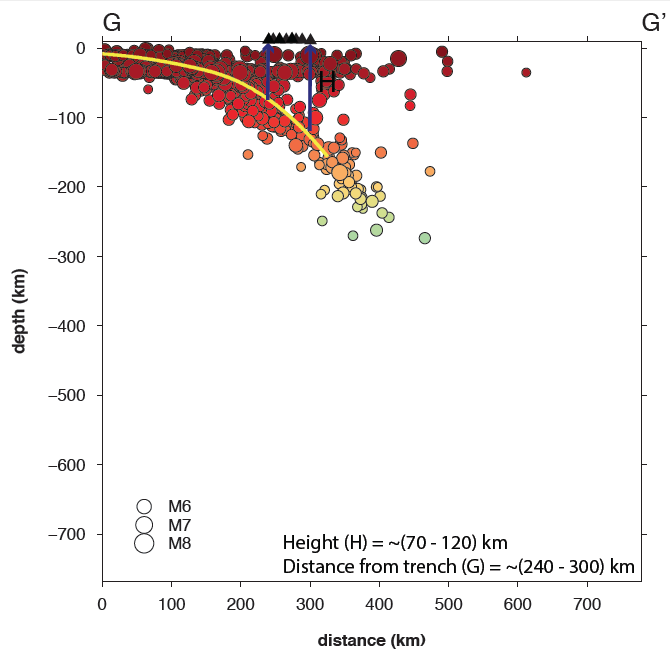 G G’
0
H
−100
−200
−300
−400
−500
−600
−700
depth (km)
M6
M7
M8
Height (H) = ~(70 - 120) km
Distance from trench (G) = ~(240 - 300) km
0 100 200 300 400 500 600 700
distance (km)